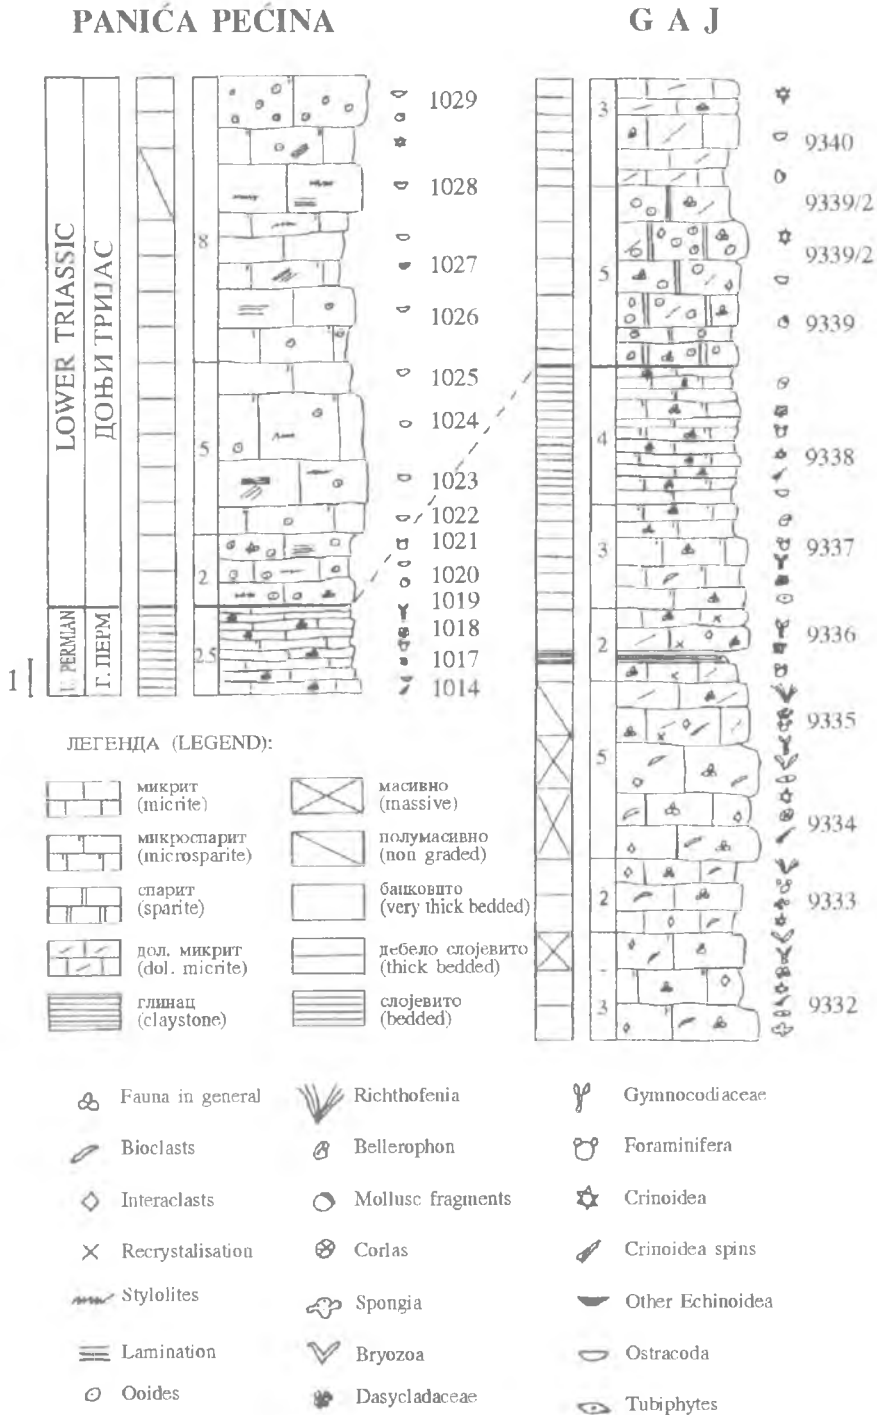 PANIĆA PEĆINA
GAJ
LOWER TRIASSIC
ДОЊИ ТРИЈАС
U. PERMIAN
Г. ПЕРМ
1
8
5
2
2.5
1029
1028
1027
1026
1025
1024
1023
1022
1021
1020
1019
1018
1017
1014
3
5
4
3
2
5
2
3
9340
9339/2
9339/2
9339
9338
9337
9336
9335
9334
9333
9332
ЛЕГЕНДА (LEGEND):
микрит
(micrite)
микроспарит
(microsparite)
спарит
(sparite)
дол. микрит
(dol. micrite)
глинац
(claystone)
масивно
(massive)
полумасивно
(non graded)
банковито
(very thick bedded)
дебело слојевито
(thick bedded)
слојевито
(bedded)
Fauna in general
Bioclasts
Interaclasts
Recrystalisation
Stylolites
Lamination
Ooides
Richthofenia
Bellerophon
Mollusc fragments
Corlas
Spongia
Bryozoa
Dasycladaceae
Gymnocodiaceae
Foraminifera
Crinoidea
Crinoidea spins
Other Echinoidea
Ostracoda
Tubiphytes